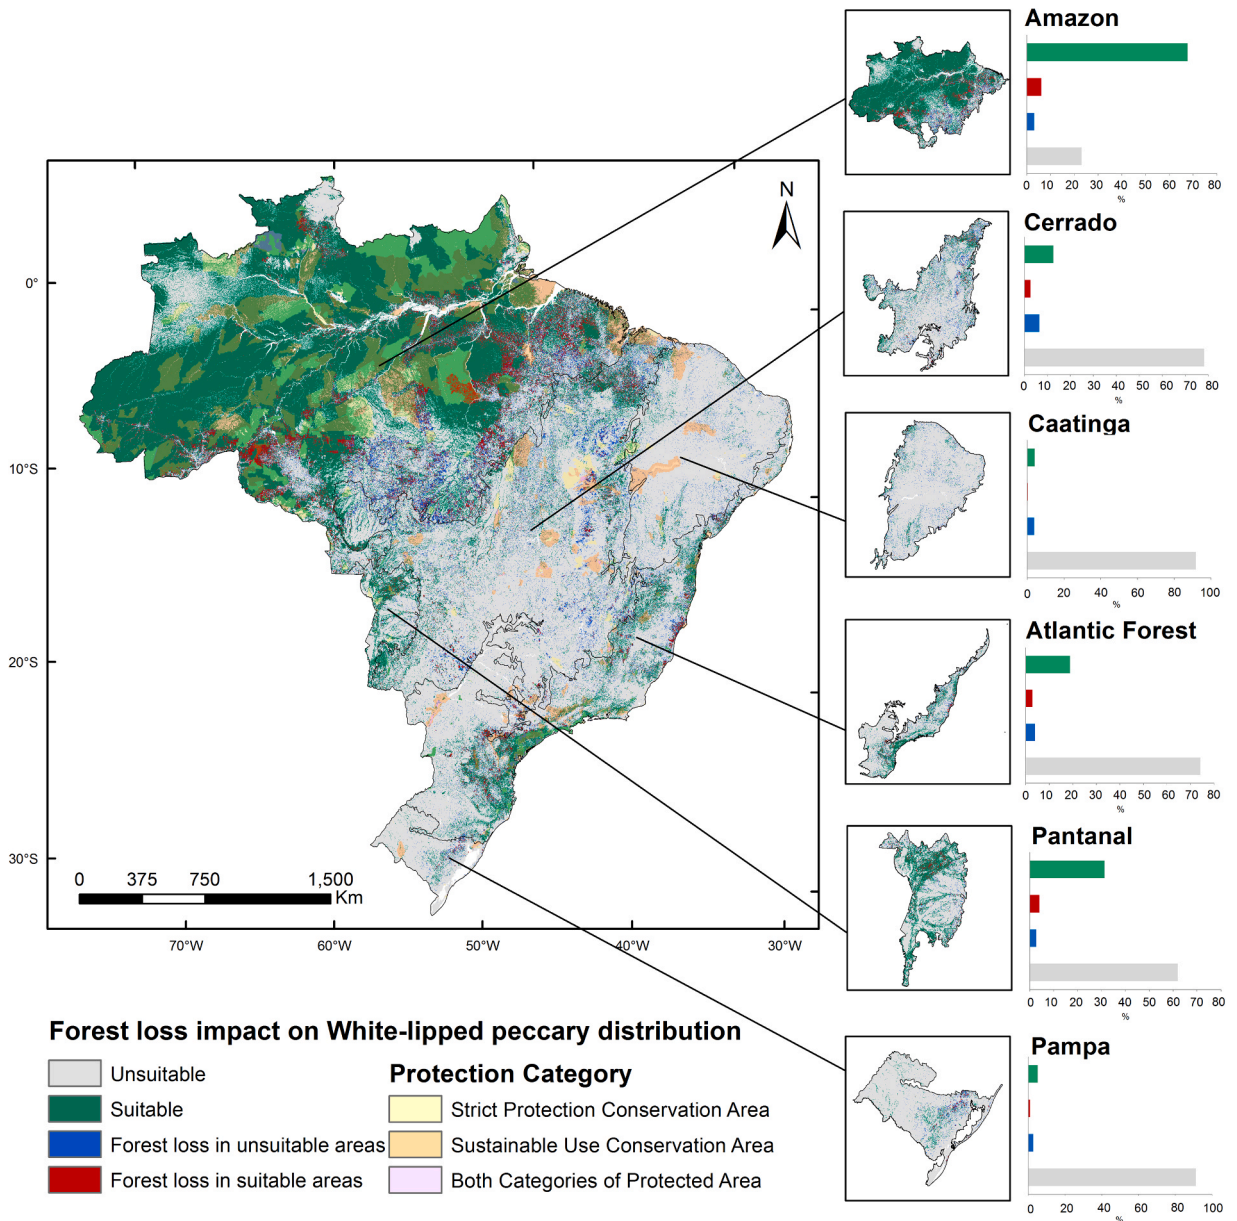 Amazon
0 10 20 30 40 50 60 70 80
%
Cerrado
0 10 20 30 40 50 60 70 80
Caatinga
0 20 40 60 80 100
%
Atlantic Forest
0 10 20 30 40 50 60 70 80
%
Pantanal
0 10 20 30 40 50 60 70 80
%
Pampa
0 20 40 60 80 100
%
N
0°
10°S
20°S
30°S
0 375 750 1,500
Km
70°W 60°W 50°W 40°W 30°W
Forest loss impact on White-lipped peccary distribution
Unsuitable
Suitable
Forest loss in unsuitable areas
Forest loss in suitable areas
Protection Category
Strict Protection Conservation Area
Sustainable Use Conservation Area
Both Categories of Protected Area